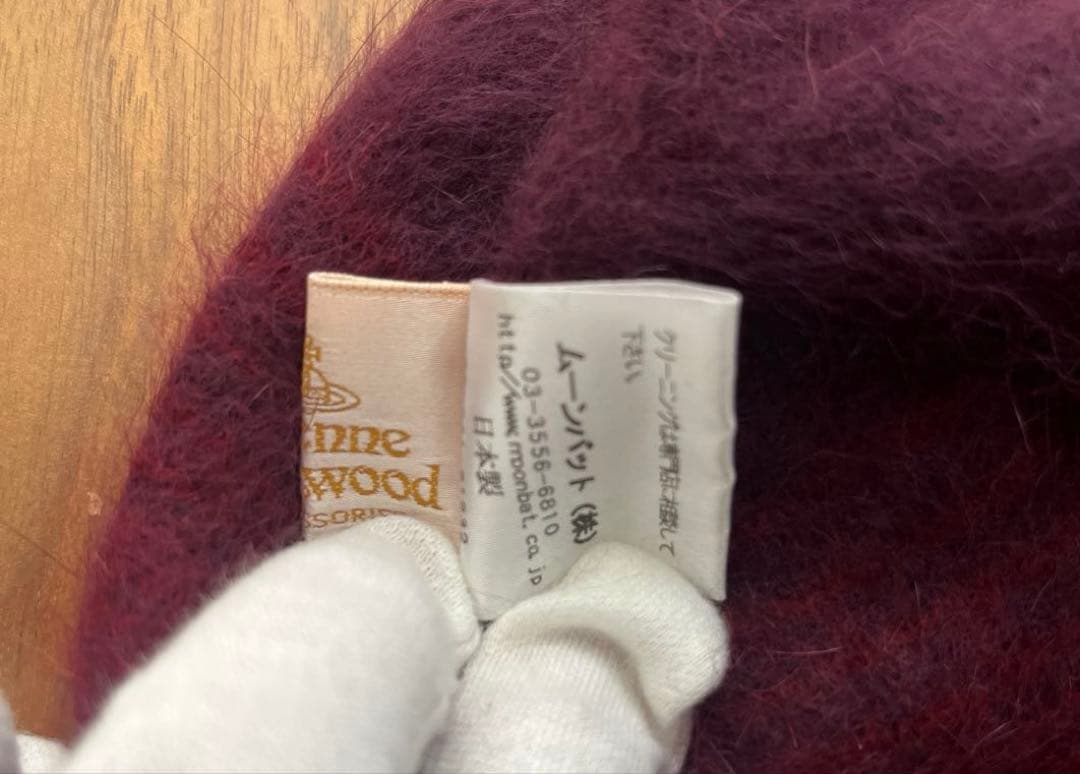 enne
wood
クリーニングは専門店に相談して
下さい
ムーンバット(株)
03-3556-6810
http://www.moonbat.co.jp
日本製